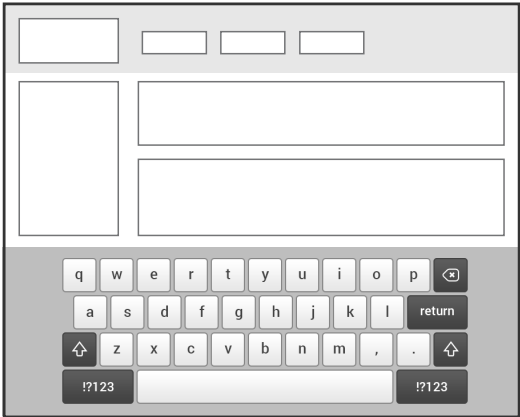 q w e r t y u i o p
a s d f g h j k l return
z x c v b n m , .
!?123 !?123